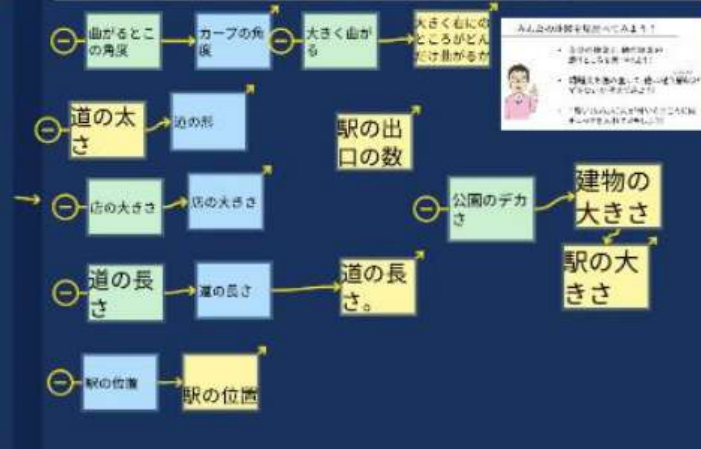 曲がるとこ
の角度
カーブの角
度
大きく曲が
る
大きく右にの
ところがどん
だけ曲がるか
道の太
さ
道の形
駅の出
口の数
店の大きさ
店の大きさ
公園のデカ
さ
建物の
大きさ
駅の大
きさ
道の長
さ
道の長さ
道の長
さ。
駅の位置
駅の位置